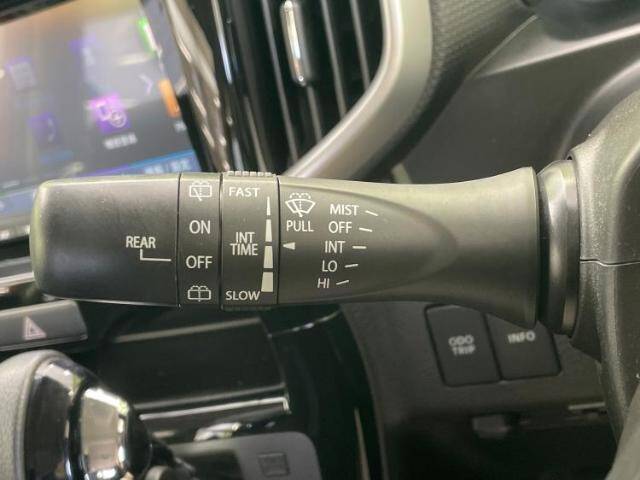 REAR
ON
OFF
FAST
INT
TIME
SLOW
PULL
MIST
OFF
INT
LO
HI
ODO
TRIP
INFO